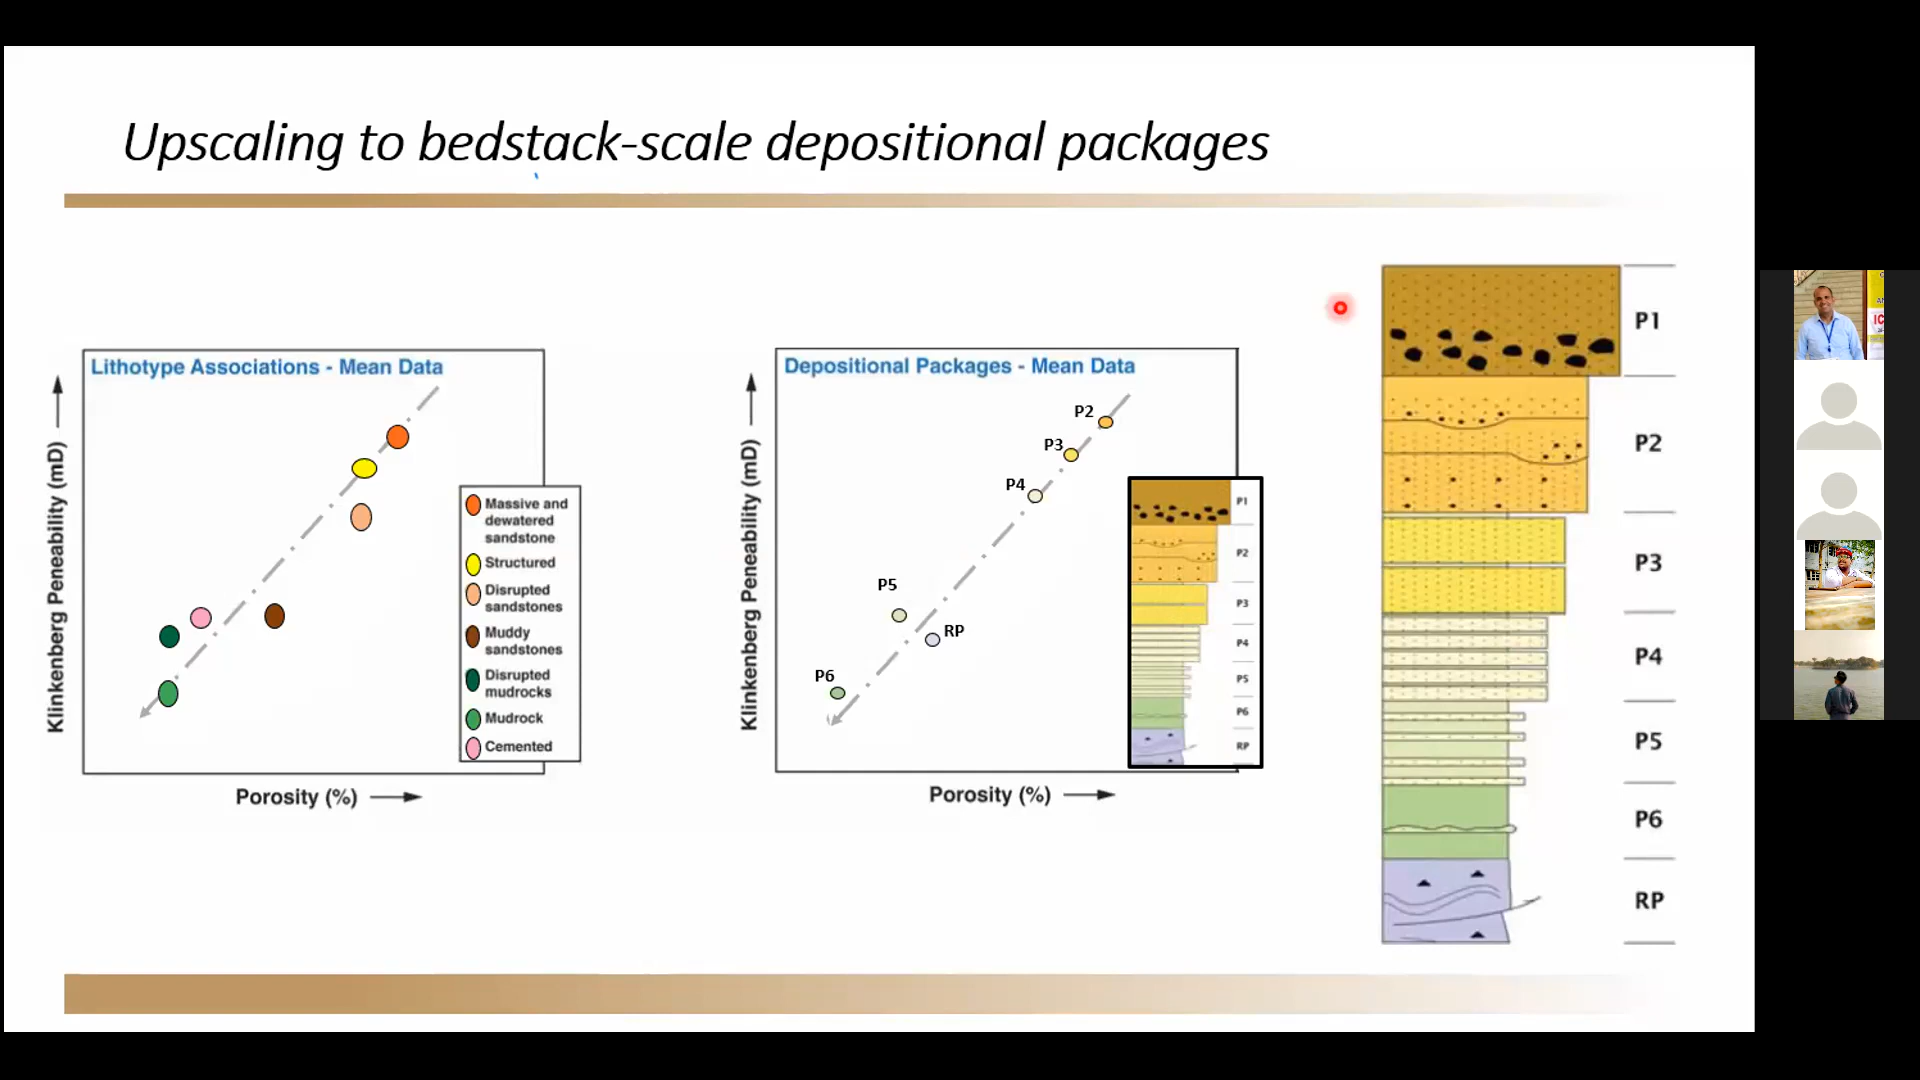 Upscaling to bedstack-scale depositional packages
Lithotype Associations - Mean Data
Klinkenberg Peneability (mD)
Massive and
dewatered
sandstone
Structured
Disrupted
sandstones
Muddy
sandstones
Disrupted
mudrocks
Mudrock
Cemented
Porosity (%)
Depositional Packages - Mean Data
Klinkenberg Peneability (mD)
P2
P3
P4
P5
RP
P6
P1
P2
P3
P4
P5
P6
RP
Porosity (%)
P1
P2
P3
P4
P5
P6
RP
IC